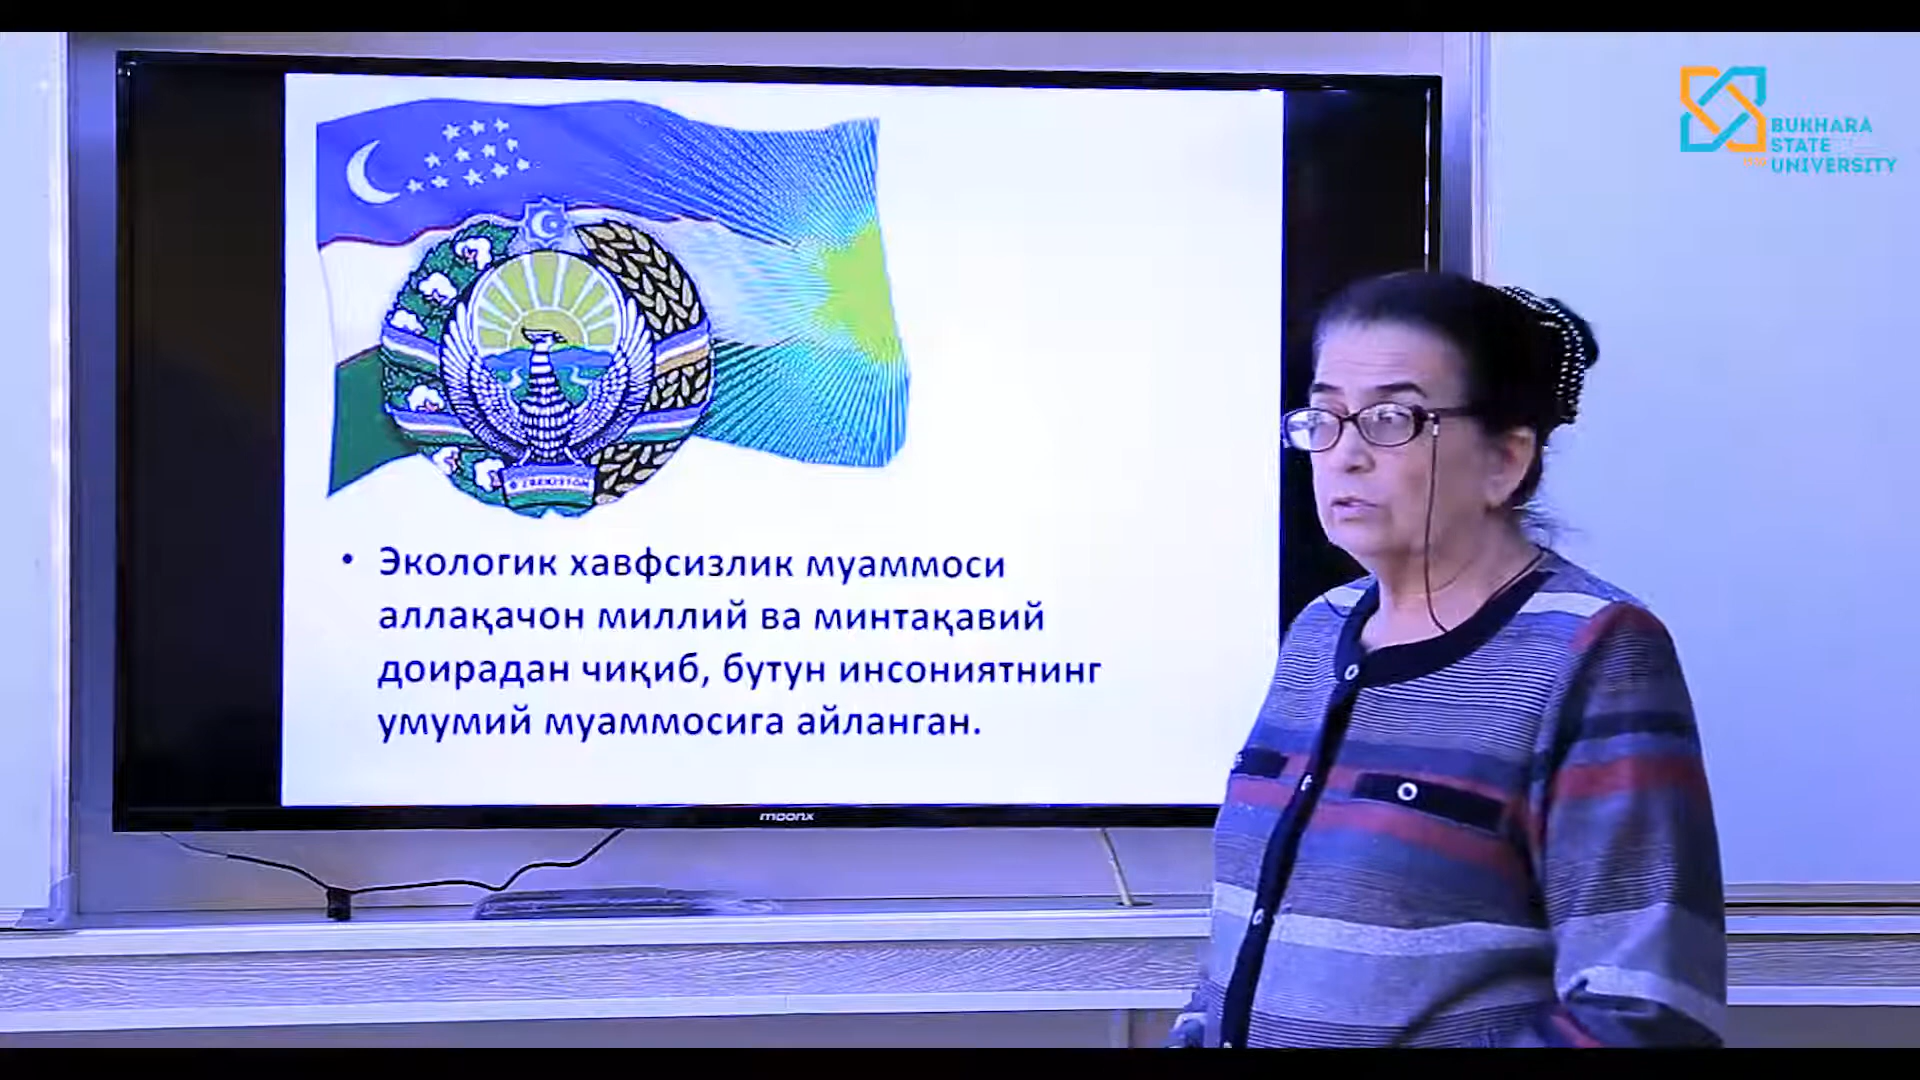 BUKHARA
STATE
UNIVERSITY
• Экологик хавфсизлик муаммоси
аллақачон миллий ва минтақавий
доирадан чиқиб, бутун инсониятнинг
умумий муаммосига айланган.
moonx